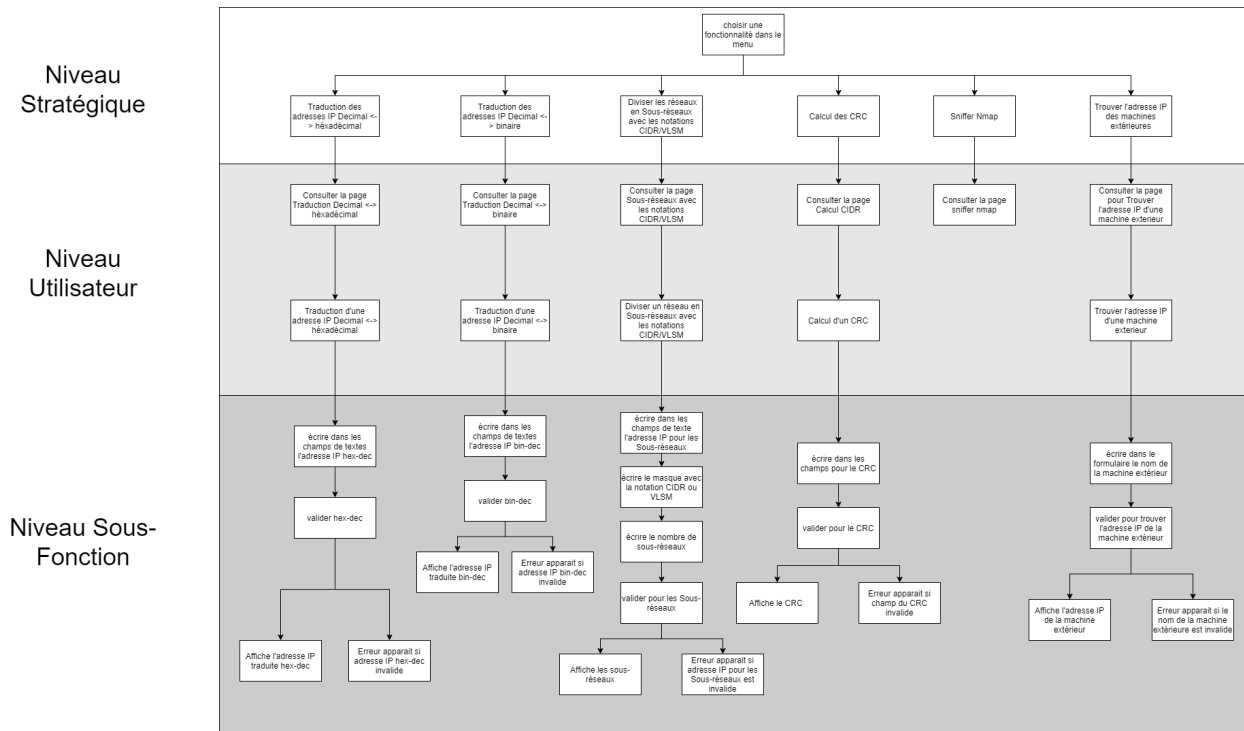 choisir une
fonctionnalité dans le
menu
Niveau
Stratégique
Traduction des
adresses IP Decimal <-
> héxadécimal
Traduction des
adresses IP Decimal <-
> binaire
Diviser les réseaux
en Sous-réseaux
avec les notations
CIDR/VLSM
Calcul des CRC
Sniffer Nmap
Trouver l'adresse IP
des machines
extérieures
Niveau
Utilisateur
Consulter la page
Traduction Decimal <->
héxadécimal
Consulter la page
Traduction Decimal <->
binaire
Consulter la page
Sous-réseaux avec
les notations
CIDR/VLSM
Consulter la page
Calcul CIDR
Consulter la page
sniffer nmap
Consulter la page
pour Trouver
l'adresse IP d'une
machine exterieur
Traduction d'une
adresse IP Decimal <->
héxadécimal
Traduction d'une
adresse IP Decimal <->
binaire
Diviser un réseau en
Sous-réseaux avec
les notations
CIDR/VLSM
Calcul d'un CRC
Trouver l'adresse IP
d'une machine
exterieur
Niveau Sous-
Fonction
écrire dans les
champs de textes
l'adresse IP hex-dec
valider hex-dec
Affiche l'adresse IP
traduite hex-dec
Erreur apparait si
adresse IP hex-dec
invalide
écrire dans les
champs de textes
l'adresse IP bin-dec
valider bin-dec
Affiche l'adresse IP
traduite bin-dec
Erreur apparait si
adresse IP bin-dec
invalide
écrire dans les
champs de texte
l'adresse IP pour les
Sous-réseaux
écrire le masque avec
la notation CIDR ou
VLSM
écrire le nombre de
sous-réseaux
valider pour les Sous-
réseaux
Affiche les sous-
réseaux
Erreur apparait si
adresse IP pour les
Sous-réseaux est
invalide
écrire dans les
champs pour le CRC
valider pour le CRC
Affiche le CRC
Erreur apparait si
champ du CRC
invalide
écrire dans le
formulaire le nom de
la machine extérieur
valider pour trouver
l'adresse IP de la
machine extérieur
Affiche l'adresse IP
de la machine
extérieur
Erreur apparait si le
nom de la machine
extérieure est invalide